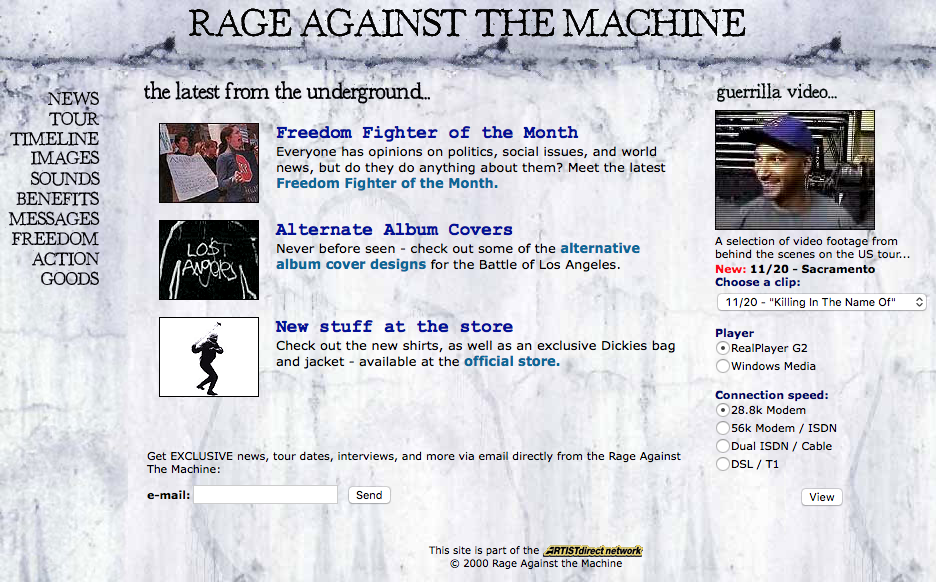 RAGE AGAINST THE MACHINE
NEWS
TOUR
TIMELINE
IMAGES
SOUNDS
BENEFITS
MESSAGES
FREEDOM
ACTION
GOODS
the latest from the underground...
Freedom Fighter of the Month
Everyone has opinions on politics, social issues, and world
news, but do they do anything about them? Meet the latest
Freedom Fighter of the Month.
LOST
ANGELES
Alternate Album Covers
Never before seen - check out some of the alternative
album cover designs for the Battle of Los Angeles.
New stuff at the store
Check out the new shirts, as well as an exclusive Dickies bag
and jacket - available at the official store.
Get EXCLUSIVE news, tour dates, interviews, and more via email directly from the Rage Against
The Machine:
e-mail:
Send
guerrilla video...
A selection of video footage from
behind the scenes on the US tour...
New: 11/20 - Sacramento
Choose a clip:
11/20 - "Killing In The Name Of"
Player
RealPlayer G2
Windows Media
Connection speed:
28.8k Modem
56k Modem / ISDN
Dual ISDN / Cable
DSL / T1
View
This site is part of the ARTISTdirect network
© 2000 Rage Against the Machine